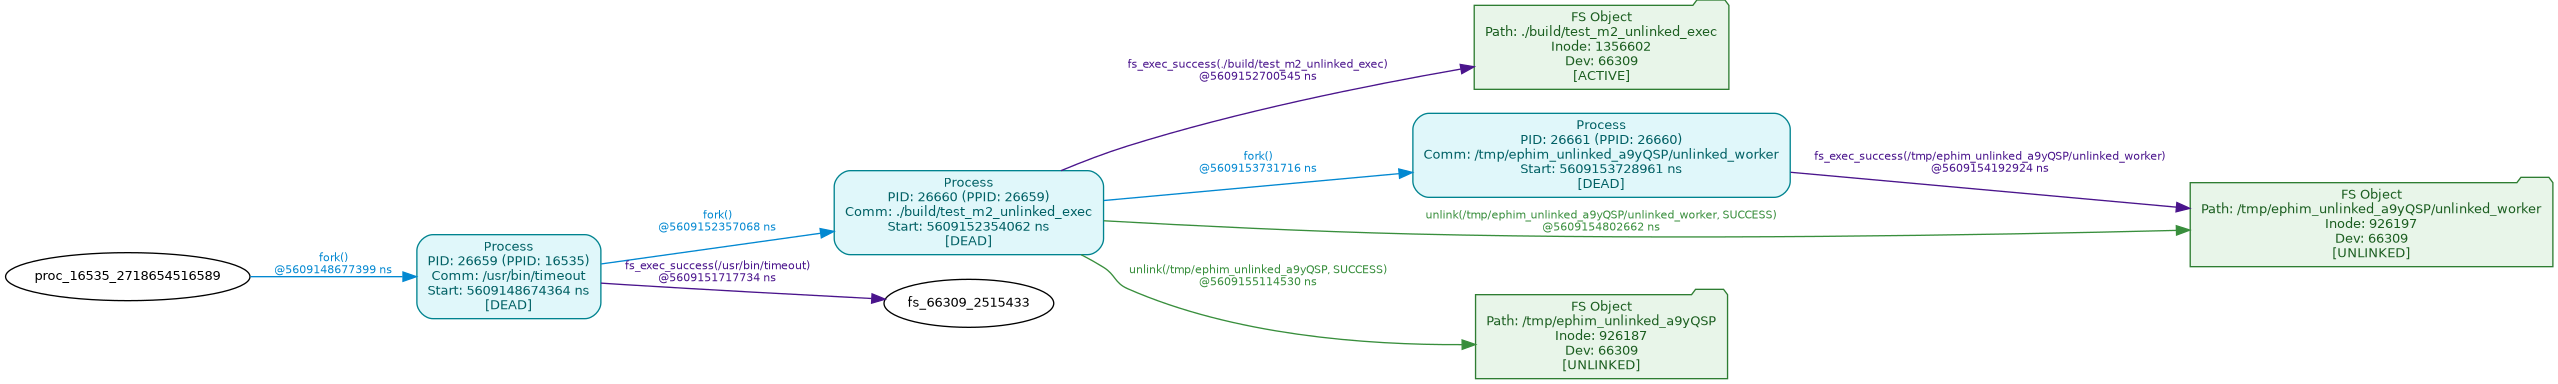 proc_16535_2718654516589
fork()
@5609148677399 ns
Process
PID: 26659 (PPID: 16535)
Comm: /usr/bin/timeout
Start: 5609148674364 ns
[DEAD]
fork()
@5609152357068 ns
fs_exec_success(/usr/bin/timeout)
@5609151717734 ns
Process
PID: 26660 (PPID: 26659)
Comm: ./build/test_m2_unlinked_exec
Start: 5609152354062 ns
[DEAD]
fs_66309_2515433
fs_exec_success(./build/test_m2_unlinked_exec)
@5609152700545 ns
fork()
@5609153731716 ns
unlink(/tmp/ephim_unlinked_a9yQSP/unlinked_worker, SUCCESS)
@5609154802662 ns
unlink(/tmp/ephim_unlinked_a9yQSP, SUCCESS)
@5609155114530 ns
FS Object
Path: ./build/test_m2_unlinked_exec
Inode: 1356602
Dev: 66309
[ACTIVE]
Process
PID: 26661 (PPID: 26660)
Comm: /tmp/ephim_unlinked_a9yQSP/unlinked_worker
Start: 5609153728961 ns
[DEAD]
FS Object
Path: /tmp/ephim_unlinked_a9yQSP
Inode: 926187
Dev: 66309
[UNLINKED]
fs_exec_success(/tmp/ephim_unlinked_a9yQSP/unlinked_worker)
@5609154192924 ns
FS Object
Path: /tmp/ephim_unlinked_a9yQSP/unlinked_worker
Inode: 926197
Dev: 66309
[UNLINKED]